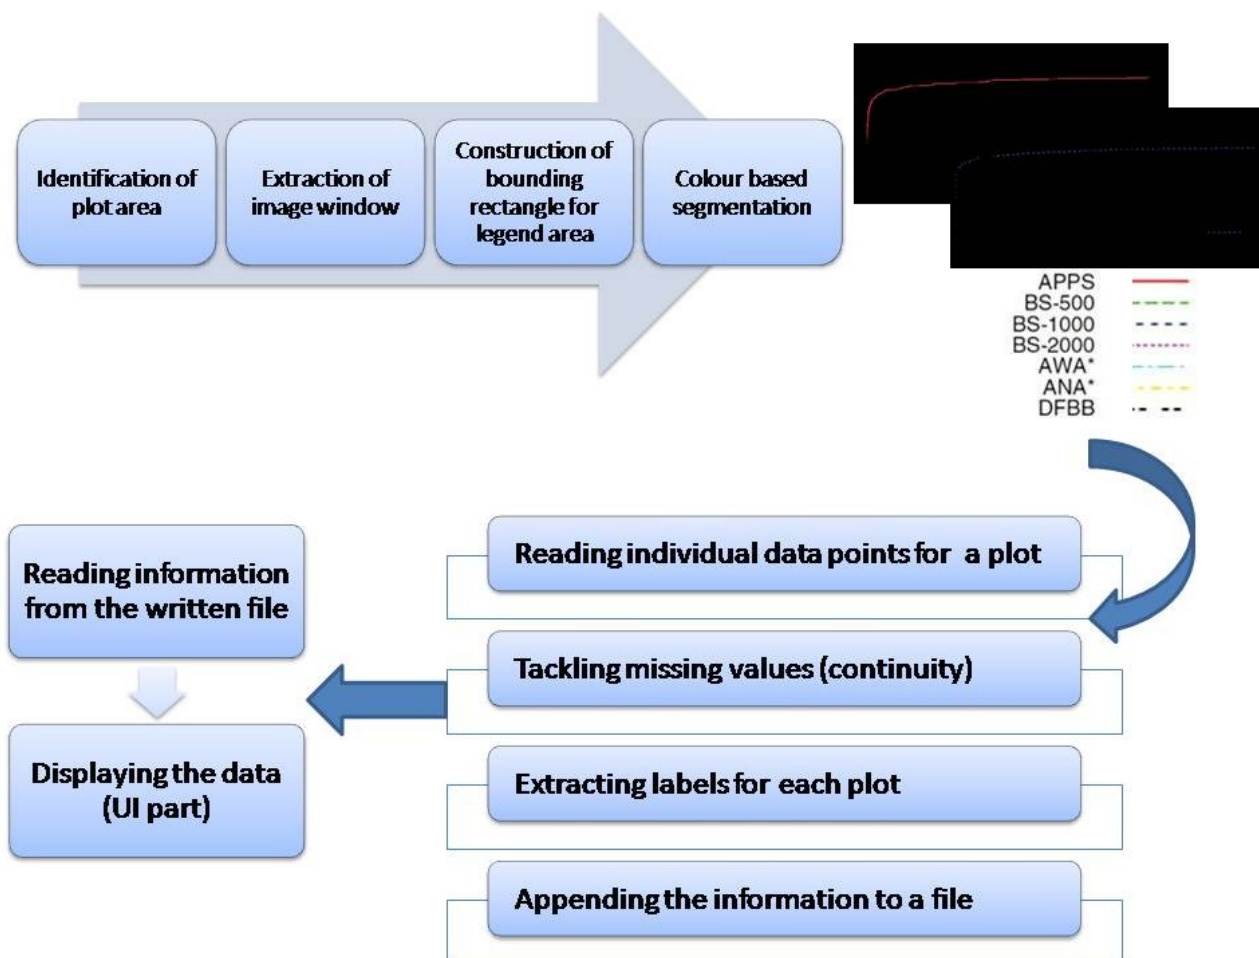 Identification of
plot area
Extraction of
image window
Construction of
bounding
rectangle for
legend area
Colour based
segmentation
APPS
BS-500
BS-1000
BS-2000
AWA*
ANA*
DFBB
Reading individual data points for a plot
Tackling missing values (continuity)
Extracting labels for each plot
Appending the information to a file
Reading information
from the written file
Displaying the data
(UI part)